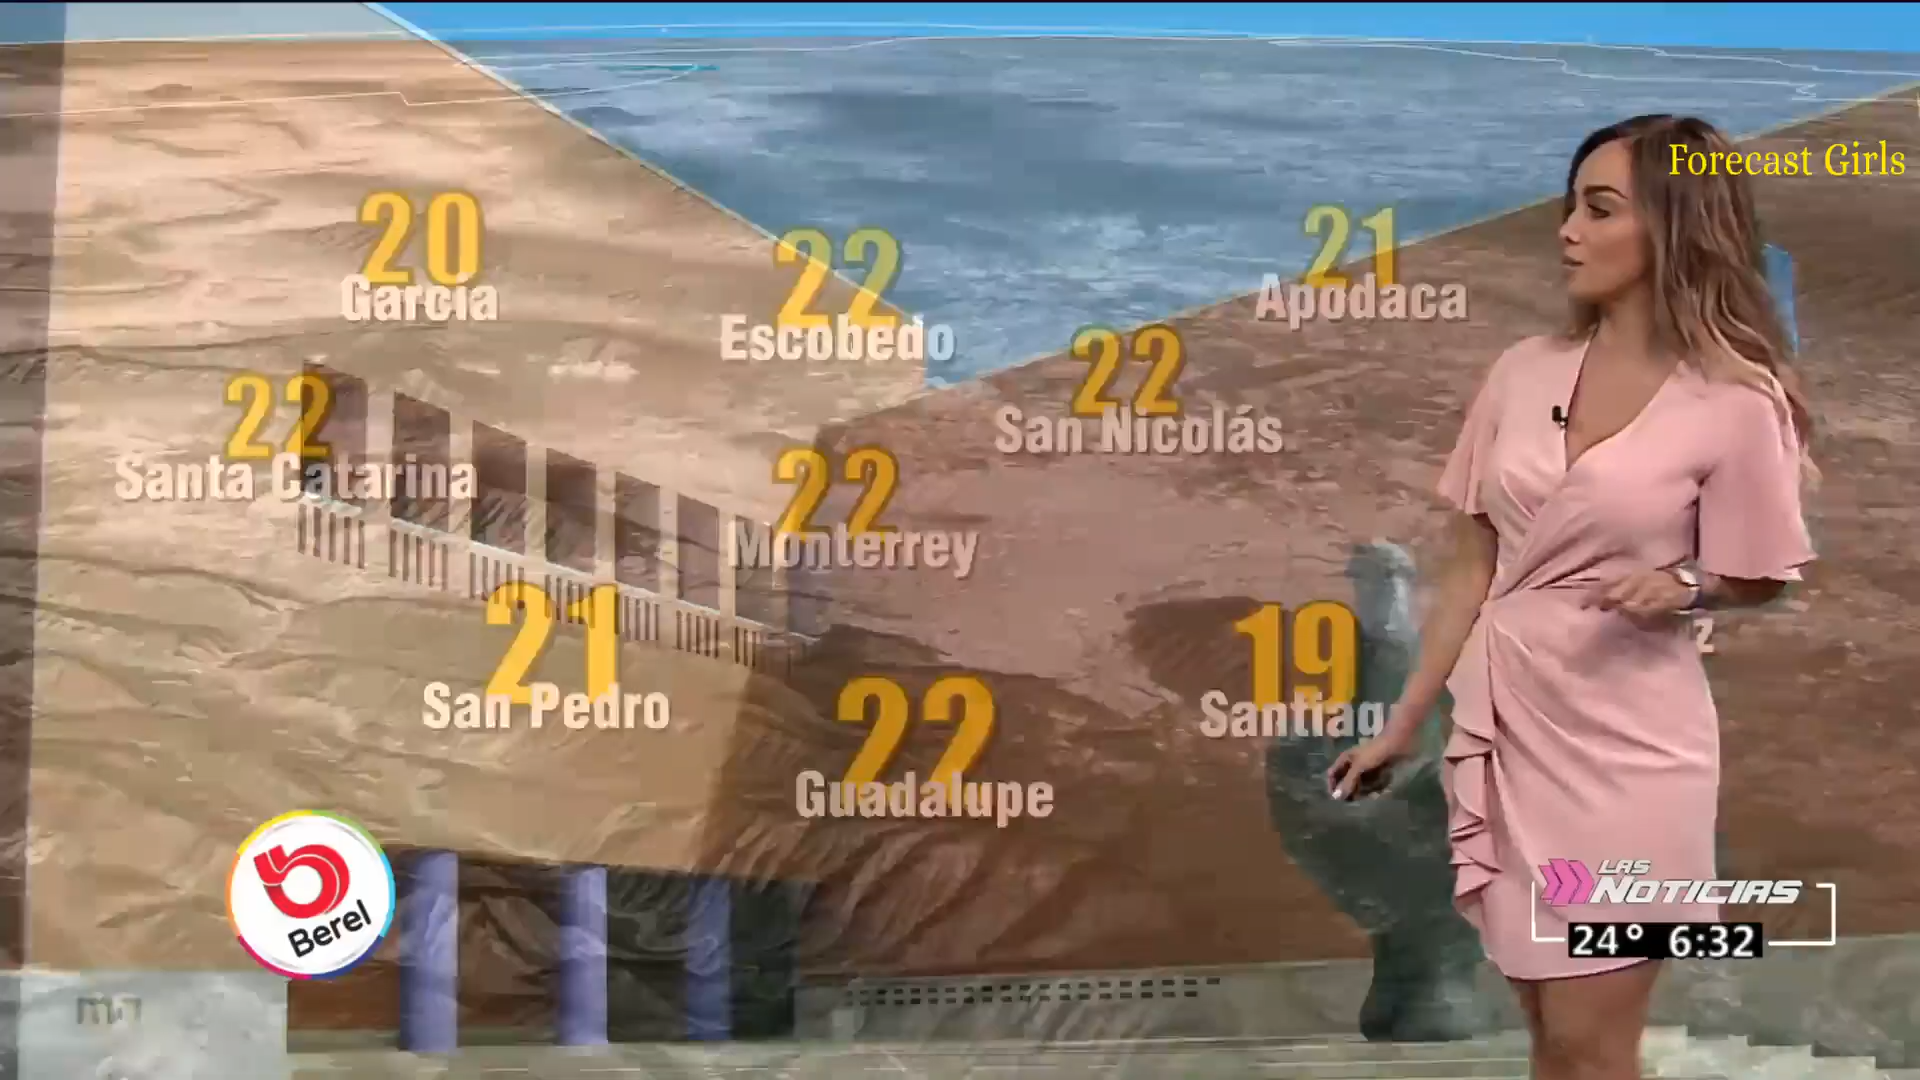 Forecast Girls
20
García
22
Escobedo
21
Apodaca
22
Santa Catarina
22
San Nicolás
22
Monterrey
21
San Pedro
19
Santiag
22
Guadalupe
z
Berel
LAS
NOTICIAS
24° 6:32